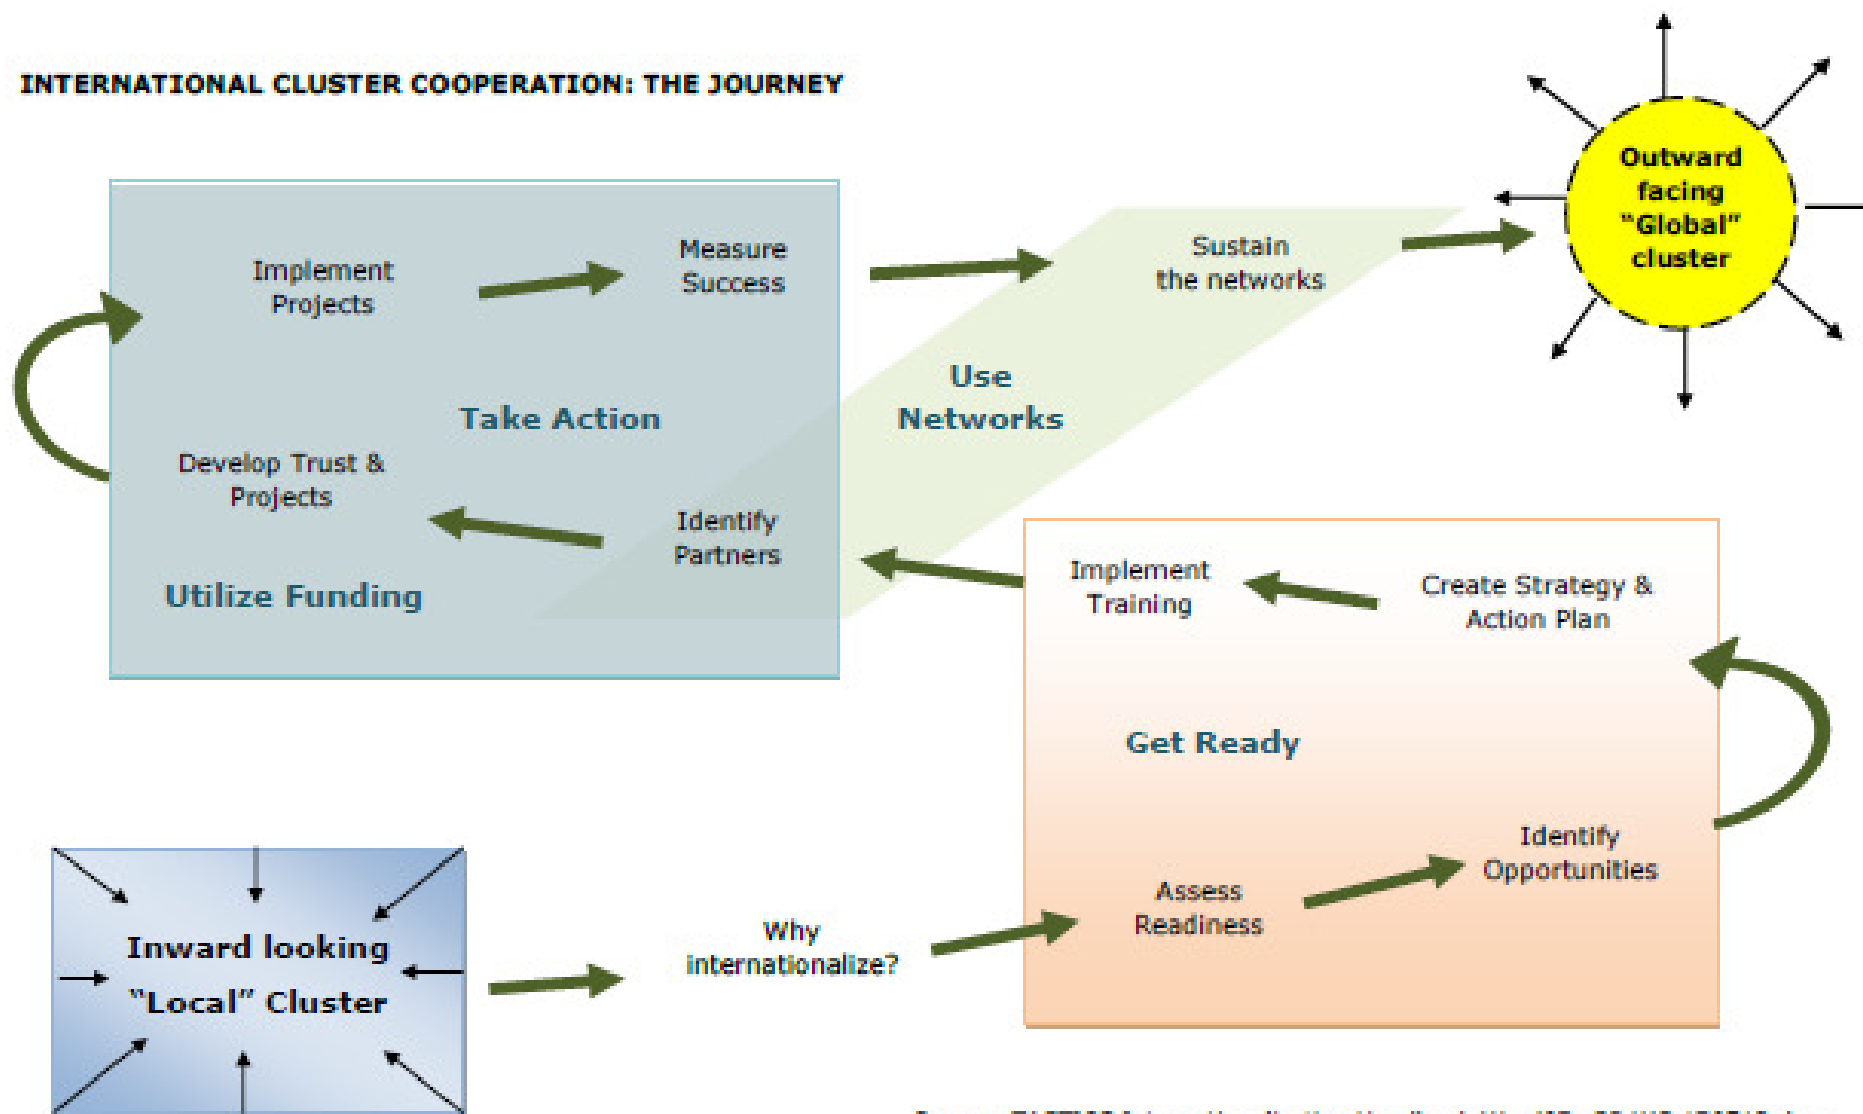 INTERNATIONAL CLUSTER COOPERATION: THE JOURNEY
Outward
facing
“Global”
cluster
Measure
Success
Implement
Projects
Sustain
the networks
Use
Networks
Take Action
Develop Trust &
Projects
Identify
Partners
Utilize Funding
Implement
Training
Create Strategy &
Action Plan
Get Ready
Identify
Opportunities
Assess
Readiness
Why
internationalize?
Inward looking
“Local” Cluster